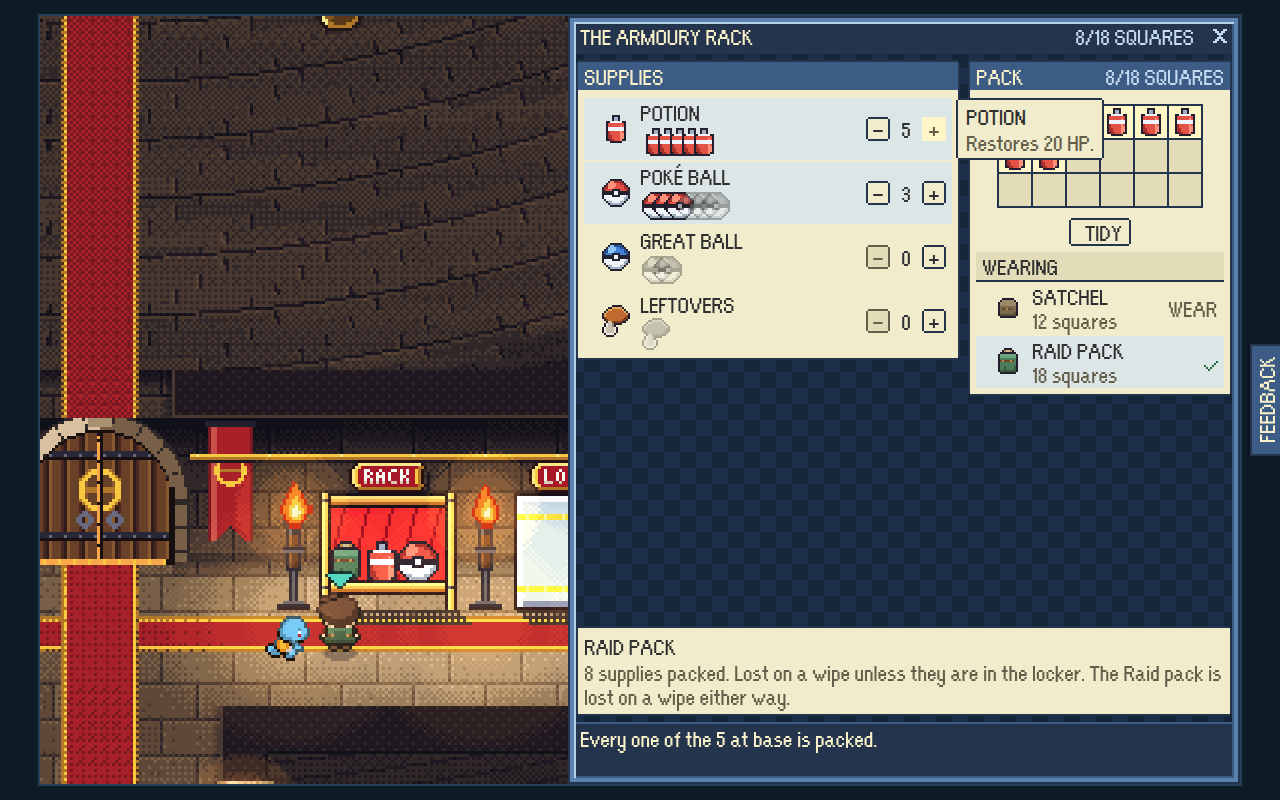 THE ARMOURY RACK
8/18 SQUARES X
SUPPLIES
POTION
− 5 +
POKÉ BALL
− 3 +
GREAT BALL
− 0 +
LEFTOVERS
− 0 +
PACK
8/18 SQUARES
POTION
Restores 20 HP.
TIDY
WEARING
SATCHEL
12 squares
WEAR
RAID PACK
18 squares
FEEDBACK
RACK
LO
RAID PACK
8 supplies packed. Lost on a wipe unless they are in the locker. The Raid pack is
lost on a wipe either way.
Every one of the 5 at base is packed.